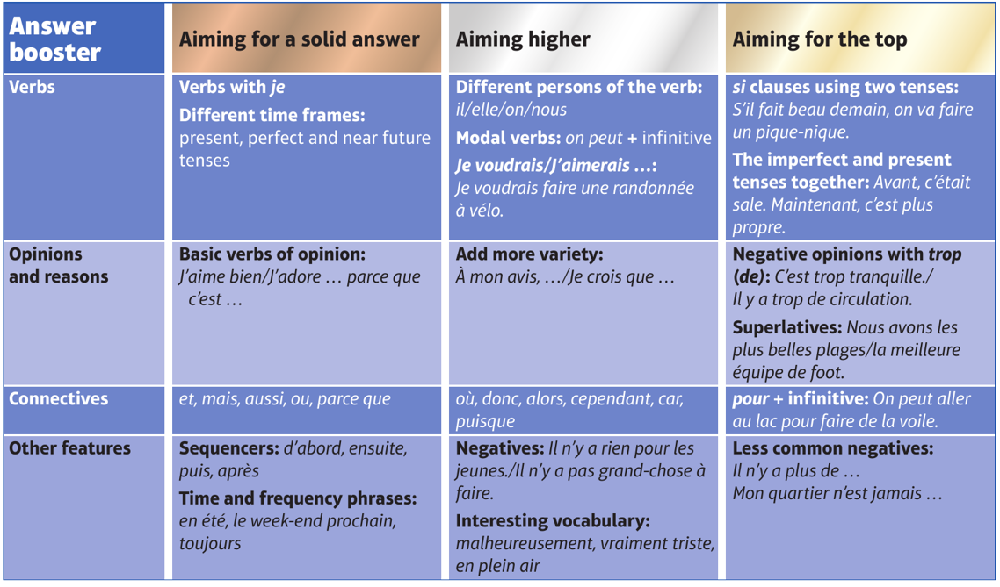 Answer
booster
Aiming for a solid answer
Aiming higher
Aiming for the top
Verbs
Verbs with je
Different time frames:
present, perfect and near future
tenses
Different persons of the verb:
il/elle/on/nous
Modal verbs: on peut + infinitive
Je voudrais/J’aimerais …:
Je voudrais faire une randonnée
à vélo.
si clauses using two tenses:
S’il fait beau demain, on va faire
un pique-nique.
The imperfect and present
tenses together: Avant, c’était
sale. Maintenant, c’est plus
propre.
Opinions
and reasons
Basic verbs of opinion:
J’aime bien/J’adore … parce que
c’est …
Add more variety:
À mon avis, …/Je crois que …
Negative opinions with trop
(de): C’est trop tranquille./
Il y a trop de circulation.
Superlatives: Nous avons les
plus belles plages/la meilleure
équipe de foot.
Connectives
et, mais, aussi, ou, parce que
où, donc, alors, cependant, car,
puisque
pour + infinitive: On peut aller
au lac pour faire de la voile.
Other features
Sequencers: d’abord, ensuite,
puis, après
Time and frequency phrases:
en été, le week-end prochain,
toujours
Negatives: Il n’y a rien pour les
jeunes./Il n’y a pas grand-chose à
faire.
Interesting vocabulary:
malheureusement, vraiment triste,
en plein air
Less common negatives:
Il n’y a plus de …
Mon quartier n’est jamais …